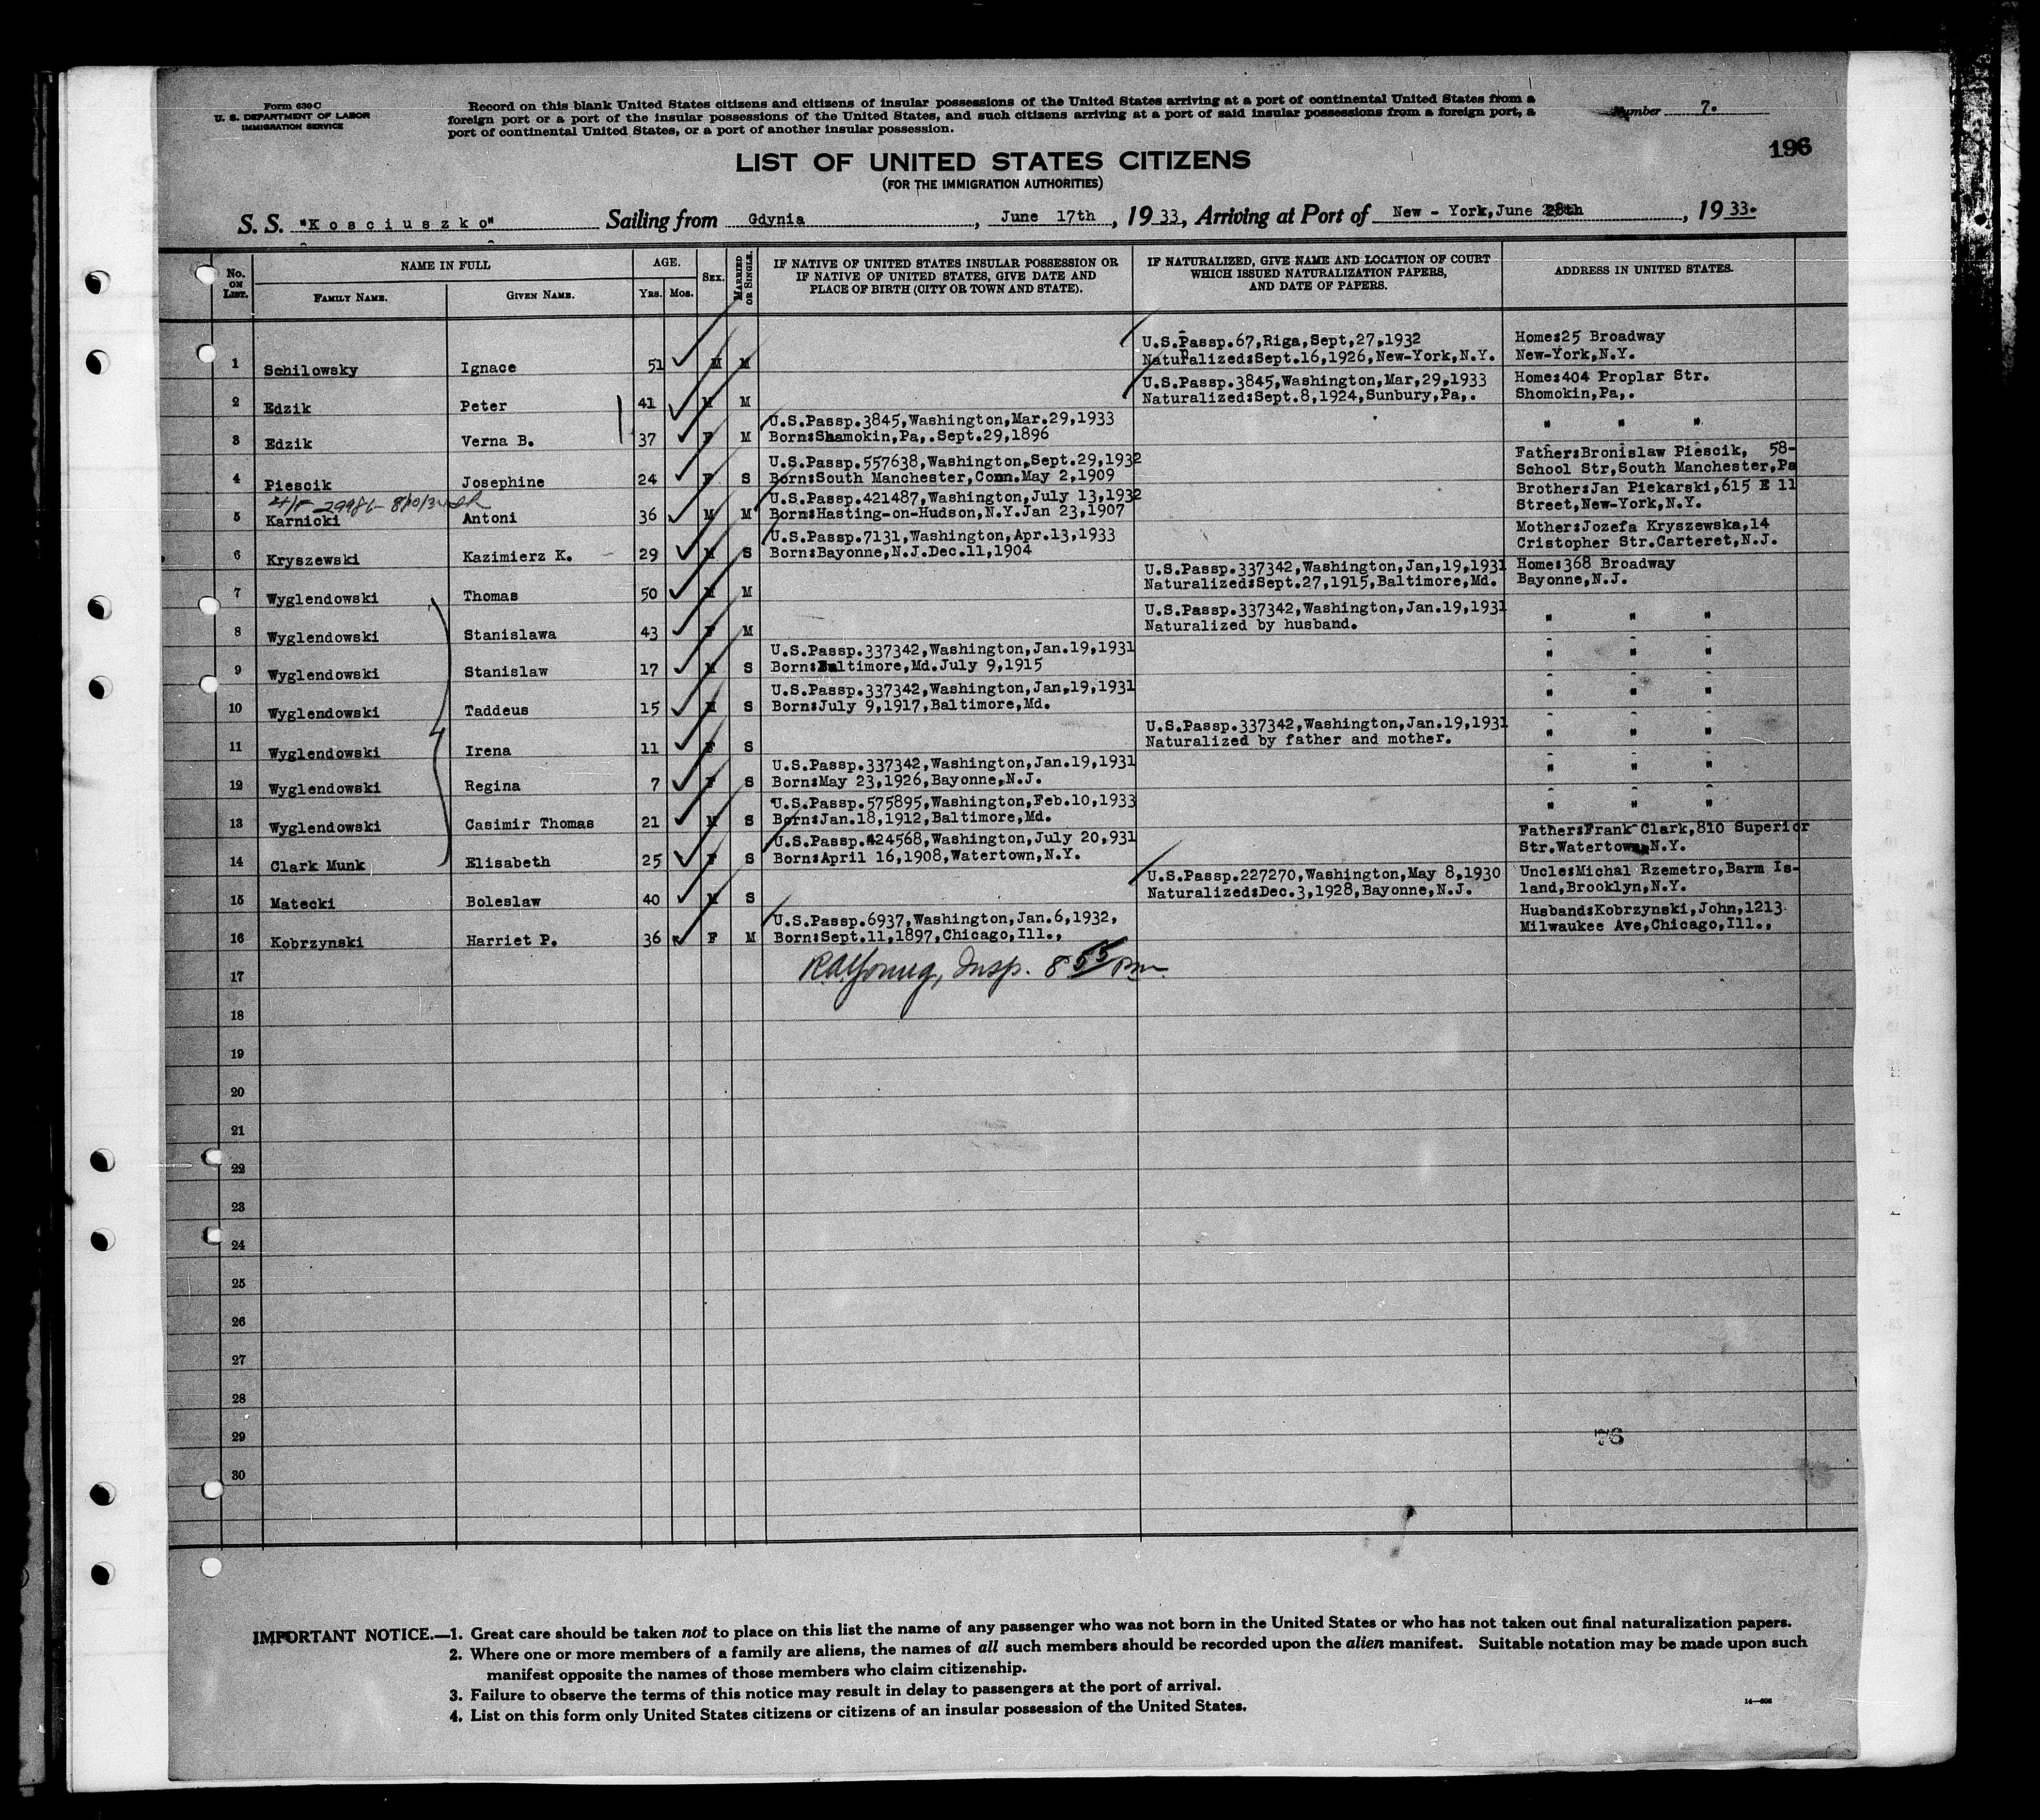 Form 630 C
U. S. DEPARTMENT OF LABOR
IMMIGRATION SERVICE
Record on this blank United States citizens and citizens of insular possessions of the United States arriving at a port of continental United States from a
foreign port or a port of the insular possessions of the United States, and such citizens arriving at a port of said insular possessions from a foreign port, a
port of continental United States, or a port of another insular possession.
Number 7.
196
LIST OF UNITED STATES CITIZENS
(FOR THE IMMIGRATION AUTHORITIES)
S. S. "Kosciuszko" Sailing from Gdynia, June 17th, 1933, Arriving at Port of New - York, June 28th, 1933.
No. ON LIST.
NAME IN FULL
FAMILY NAME. GIVEN NAME.
AGE.
Yrs. Mos.
SEX.
MARRIED OR SINGLE.
IF NATIVE OF UNITED STATES INSULAR POSSESSION OR
IF NATIVE OF UNITED STATES, GIVE DATE AND
PLACE OF BIRTH (CITY OR TOWN AND STATE).
IF NATURALIZED, GIVE NAME AND LOCATION OF COURT
WHICH ISSUED NATURALIZATION PAPERS,
AND DATE OF PAPERS.
ADDRESS IN UNITED STATES.
U.S.Passp.67,Riga,Sept,27,1932 Home:25 Broadway
1 Schilowsky Ignace 51 M M Naturalized:Sept.16,1926,New-York,N.Y. New-York,N.Y.
U.S.Passp.3845,Washington,Mar,29,1933 Home:404 Proplar Str.
2 Edzik Peter 41 M M Naturalized:Sept.8,1924,Sunbury,Pa,. Shomokin,Pa,.
U.S.Passp.3845,Washington,Mar.29,1933
3 Edzik Verna B. 37 F M Born:Shamokin,Pa,.Sept.29,1896 " " "
U.S.Passp.557638,Washington,Sept.29,1932 Father:Bronislaw Piescik, 58-
4 Piescik Josephine 24 F S Born:South Manchester,Conn.May 2,1909 School Str,South Manchester,Pa
U.S.Passp.421487,Washington,July 13,1932 Brother:Jan Piekarski,615 E 11
5 Karnicki Antoni 36 M M Born:Hasting-on-Hudson,N.Y.Jan 23,1907 Street,New-York,N.Y.
U.S.Passp.7131,Washington,Apr.13,1933 Mother:Jozefa Kryszewska,14
6 Kryszewski Kazimierz K. 29 M S Born:Bayonne,N.J.Dec.11,1904 Cristopher Str.Carteret,N.J.
U.S.Passp.337342,Washington,Jan,19,1931 Home:368 Broadway
7 Wyglendowski Thomas 50 M M Naturalized:Sept.27,1915,Baltimore,Md. Bayonne,N.J.
U.S.Passp.337342,Washington,Jan.19,1931
8 Wyglendowski Stanislawa 43 F M Naturalized by husband. " " "
U.S.Passp.337342,Washington,Jan.19,1931
9 Wyglendowski Stanislaw 17 M S Born:Baltimore,Md.July 9,1915 " " "
U.S.Passp.337342,Washington,Jan,19,1931
10 Wyglendowski Taddeus 15 M S Born:July 9,1917,Baltimore,Md. " " "
U.S.Passp.337342,Washington,Jan.19,1931
11 Wyglendowski Irena 11 F S Naturalized by father and mother. " " "
U.S.Passp.337342,Washington,Jan.19,1931
12 Wyglendowski Regina 7 F S Born:May 23,1926,Bayonne,N.J. " " "
U.S.Passp.575895,Washington,Feb.10,1933
13 Wyglendowski Casimir Thomas 21 M S Born:Jan.18,1912,Baltimore,Md. " " "
U.S.Passp.424568,Washington,July 20,931 Father:Frank Clark,810 Superior
14 Clark Munk Elisabeth 25 F S Born:April 16,1908,Watertown,N.Y. Str.Watertown,N.Y.
U.S.Passp.227270,Washington,May 8,1930 Uncle:Michal Rzemetro,Barm Is-
15 Matecki Boleslaw 40 M S Naturalized:Dec.3,1928,Bayonne,N.J. land,Brooklyn,N.Y.
U.S.Passp.6937,Washington,Jan.6,1932, Husband:Kobrzynski,John,1213
16 Kobrzynski Harriet P. 36 F M Born:Sept.11,1897,Chicago,Ill., Milwaukee Ave,Chicago,Ill.,
17 Young, Insp. 8 55 pm
18
19
20
21
22
23
24
25
26
27
28
29
76
30
IMPORTANT NOTICE.—1. Great care should be taken not to place on this list the name of any passenger who was not born in the United States or who has not taken out final naturalization papers.
2. Where one or more members of a family are aliens, the names of all such members should be recorded upon the alien manifest. Suitable notation may be made upon such
manifest opposite the names of those members who claim citizenship.
3. Failure to observe the terms of this notice may result in delay to passengers at the port of arrival.
4. List on this form only United States citizens or citizens of an insular possession of the United States.